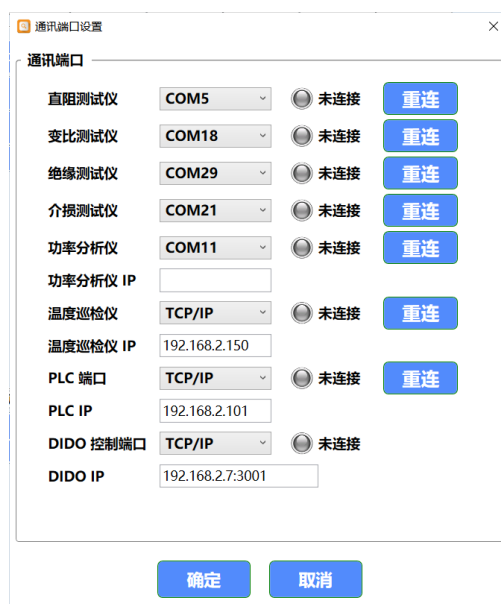 通讯端口设置
通讯端口
直阻测试仪 COM5 未连接 重连
变比测试仪 COM18 未连接 重连
绝缘测试仪 COM29 未连接 重连
介损测试仪 COM21 未连接 重连
功率分析仪 COM11 未连接 重连
功率分析仪 IP
温度巡检仪 TCP/IP 未连接 重连
温度巡检仪 IP 192.168.2.150
PLC 端口 TCP/IP 未连接 重连
PLC IP 192.168.2.101
DIDO 控制端口 TCP/IP 未连接
DIDO IP 192.168.2.7:3001
确定 取消